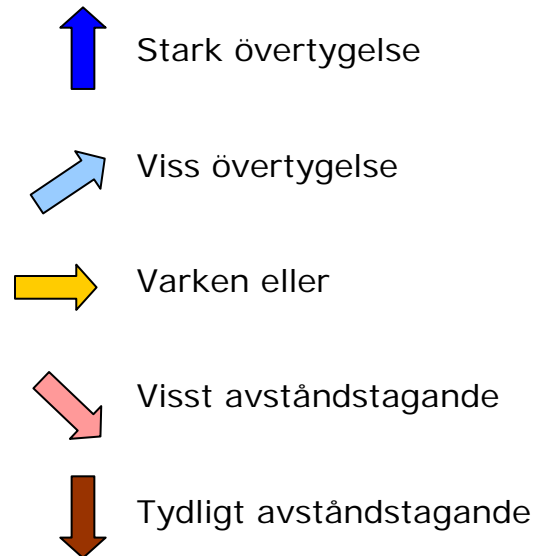 Stark övertygelse
Viss övertygelse
Varken eller
Visst avståndstagande
Tydligt avståndstagande